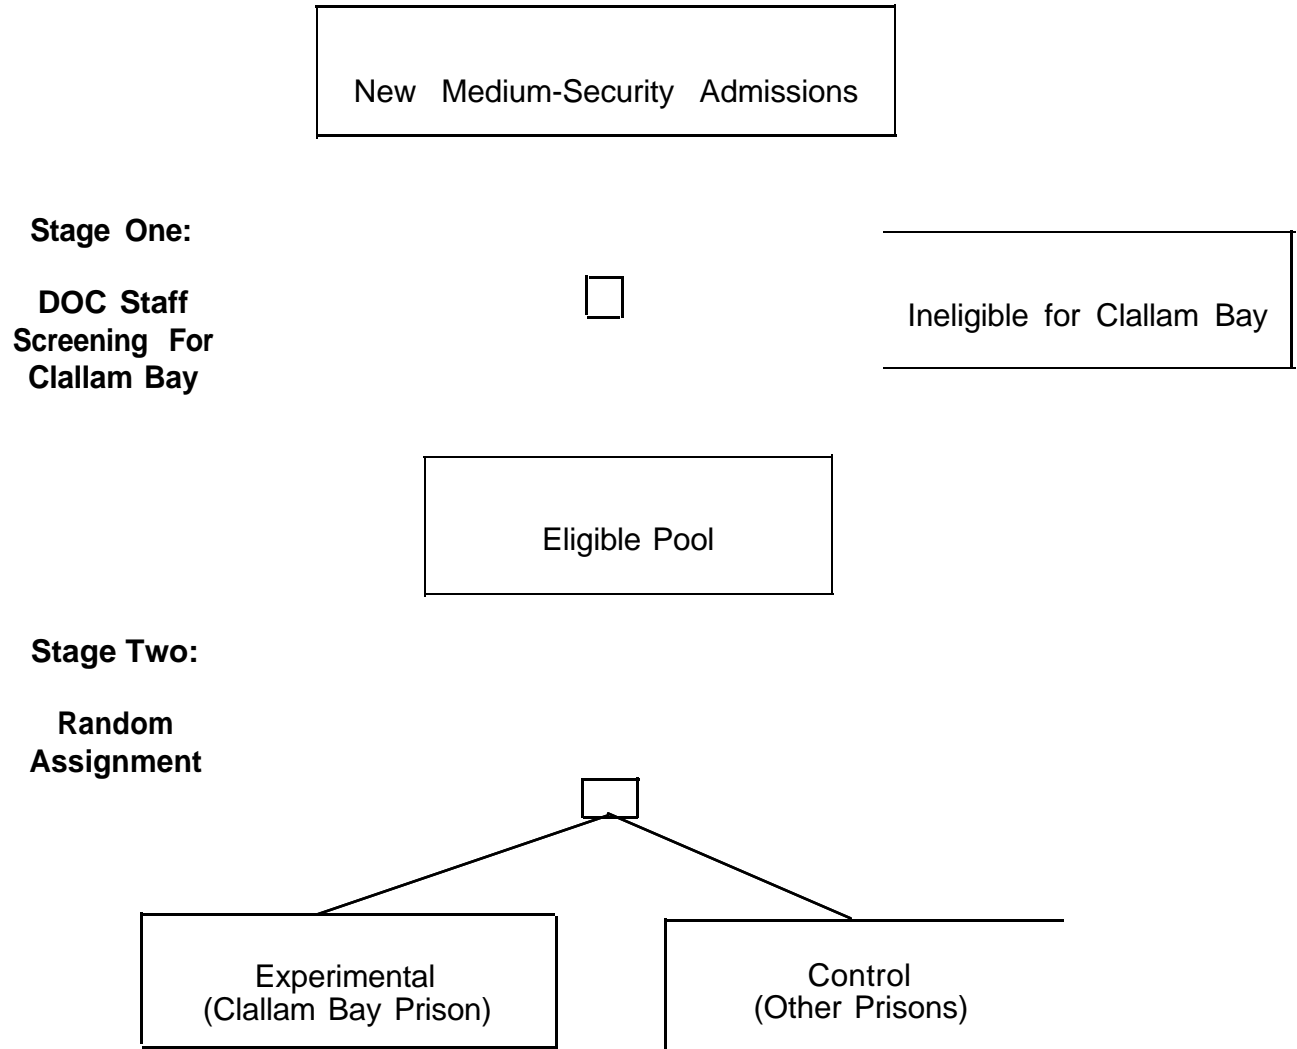 New Medium-Security Admissions
Stage One:
DOC Staff
Screening For
Clallam Bay
Ineligible for Clallam Bay
Eligible Pool
Stage Two:
Random
Assignment
Experimental
(Clallam Bay Prison)
Control
(Other Prisons)